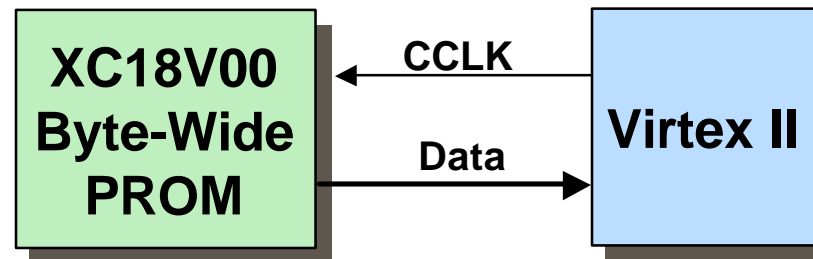 XC18V00
Byte-Wide
PROM
CCLK
Data
Virtex II